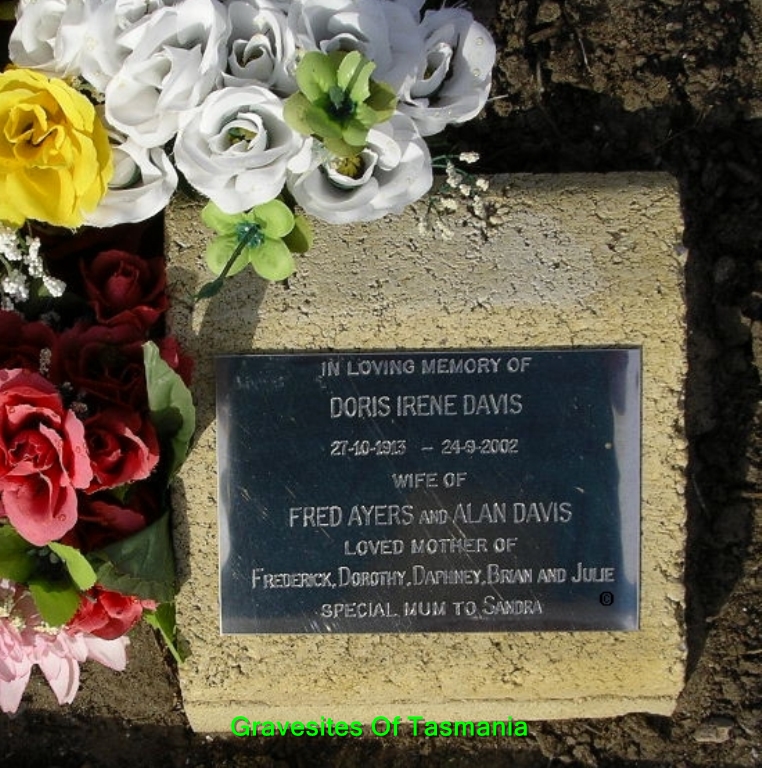 IN LOVING MEMORY OF
DORIS IRENE DAVIS
27-10-1913 - 24-9-2002
WIFE OF
FRED AYERS AND ALAN DAVIS
LOVED MOTHER OF
FREDERICK, DOROTHY, DAPHNEY, BRIAN AND JULIE
SPECIAL MUM TO SANDRA
©
Gravesites Of Tasmania